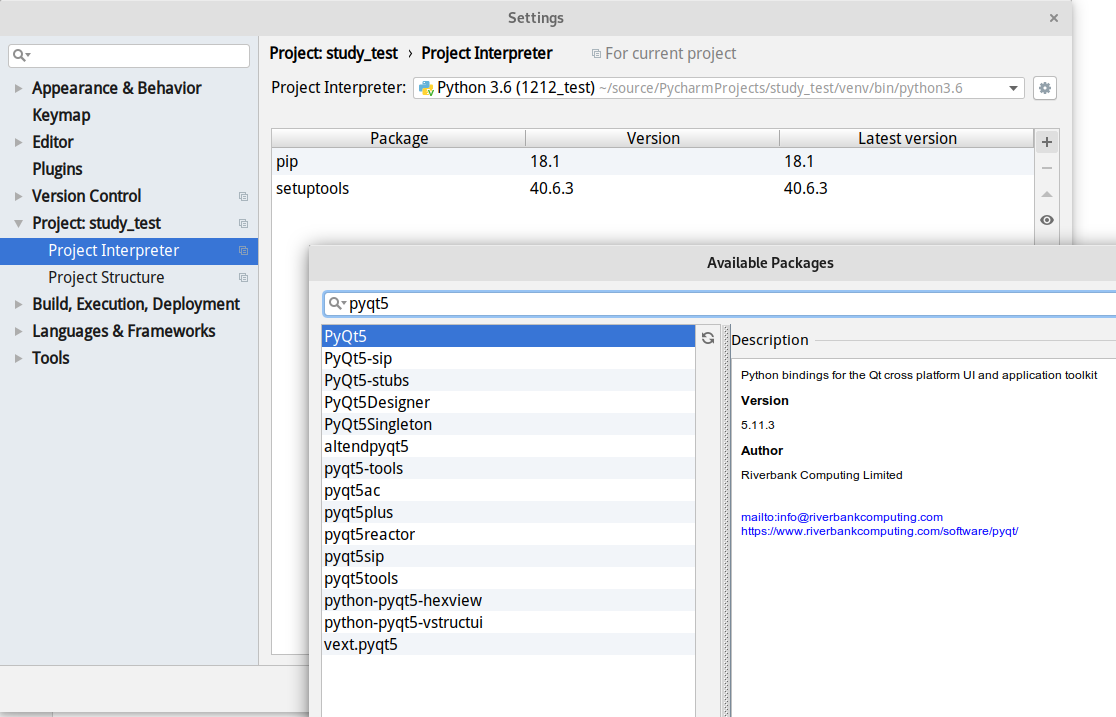 Settings
Project: study_test › Project Interpreter For current project
Appearance & Behavior
Keymap
Editor
Plugins
Version Control
Project: study_test
Project Interpreter
Project Structure
Build, Execution, Deployment
Languages & Frameworks
Tools
Project Interpreter: Python 3.6 (1212_test) ~/source/PycharmProjects/study_test/venv/bin/python3.6
Package Version Latest version
pip 18.1 18.1
setuptools 40.6.3 40.6.3
Available Packages
pyqt5
PyQt5
PyQt5-sip
PyQt5-stubs
PyQt5Designer
PyQt5Singleton
altendpyqt5
pyqt5-tools
pyqt5ac
pyqt5plus
pyqt5reactor
pyqt5sip
pyqt5tools
python-pyqt5-hexview
python-pyqt5-vstructui
vext.pyqt5
Description
Python bindings for the Qt cross platform UI and application toolkit
Version
5.11.3
Author
Riverbank Computing Limited
mailto:info@riverbankcomputing.com
https://www.riverbankcomputing.com/software/pyqt/